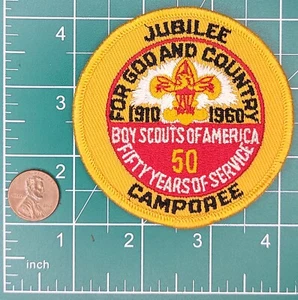 JUBILEE
FOR GOD AND COUNTRY
1910 1960
BOY SCOUTS OF AMERICA
50
FIFTY YEARS OF SERVICE
CAMPOREE
4
3
2
1
inch
1
2
3
4